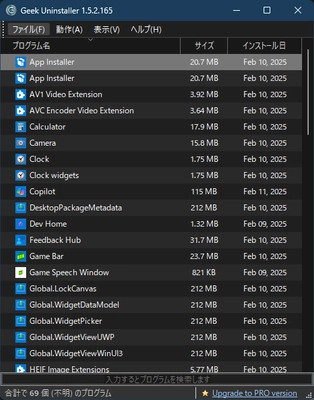 Geek Uninstaller 1.5.2.165
ファイル(F) 動作(A) 表示(V) ヘルプ(H)
プログラム名 サイズ インストール日
App Installer 20.7 MB Feb 10, 2025
App Installer 20.7 MB Feb 10, 2025
AV1 Video Extension 3.92 MB Feb 10, 2025
AVC Encoder Video Extension 3.64 MB Feb 10, 2025
Calculator 17.9 MB Feb 10, 2025
Camera 15.8 MB Feb 10, 2025
Clock 1.75 MB Feb 10, 2025
Clock widgets 1.75 MB Feb 10, 2025
Copilot 115 MB Feb 11, 2025
DesktopPackageMetadata 212 MB Feb 10, 2025
Dev Home 1.32 MB Feb 09, 2025
Feedback Hub 31.7 MB Feb 10, 2025
Game Bar 23.7 MB Feb 10, 2025
Game Speech Window 821 KB Feb 09, 2025
Global.LockCanvas 212 MB Feb 10, 2025
Global.WidgetDataModel 212 MB Feb 10, 2025
Global.WidgetPicker 212 MB Feb 10, 2025
Global.WidgetViewUWP 212 MB Feb 10, 2025
Global.WidgetViewWinUI3 212 MB Feb 10, 2025
HEIF Image Extensions 5.77 MB Feb 10, 2025
入力するとプログラムを検索します
合計で 69 個 (不明) のプログラム Upgrade to PRO version